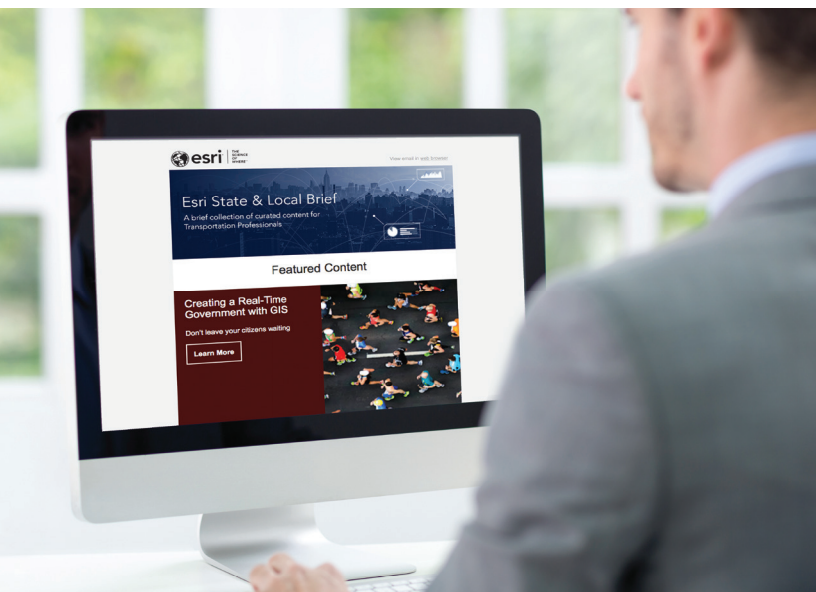 esri
THE
SCIENCE
OF
WHERE
View email in web browser
Esri State & Local Brief
A brief collection of curated content for
Transportation Professionals
Featured Content
Creating a Real-Time
Government with GIS
Don't leave your citizens waiting
Learn More